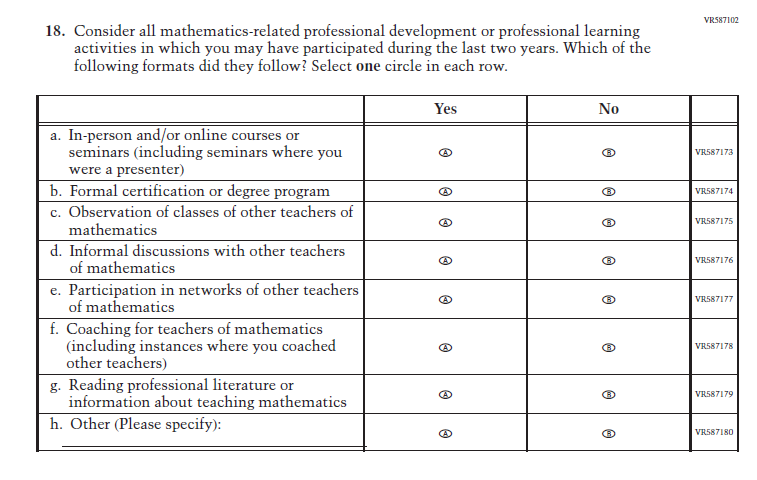 VR587102
18. Consider all mathematics-related professional development or professional learning
activities in which you may have participated during the last two years. Which of the
following formats did they follow? Select one circle in each row.
Yes No
a. In-person and/or online courses or
seminars (including seminars where you
were a presenter) A B VR587173
b. Formal certification or degree program A B VR587174
c. Observation of classes of other teachers of
mathematics A B VR587175
d. Informal discussions with other teachers
of mathematics A B VR587176
e. Participation in networks of other teachers
of mathematics A B VR587177
f. Coaching for teachers of mathematics
(including instances where you coached
other teachers) A B VR587178
g. Reading professional literature or
information about teaching mathematics A B VR587179
h. Other (Please specify): A B VR587180